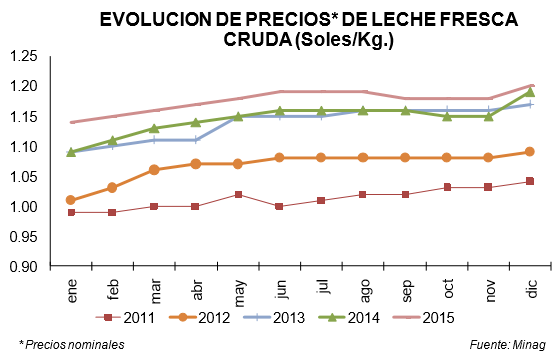 EVOLUCION DE PRECIOS* DE LECHE FRESCA
CRUDA (Soles/Kg.)
1.25
1.20
1.15
1.10
1.05
1.00
0.95
0.90
ene feb mar abr may jun jul ago sep oct nov dic
2011 2012 2013 2014 2015
* Precios nominales Fuente: Minag